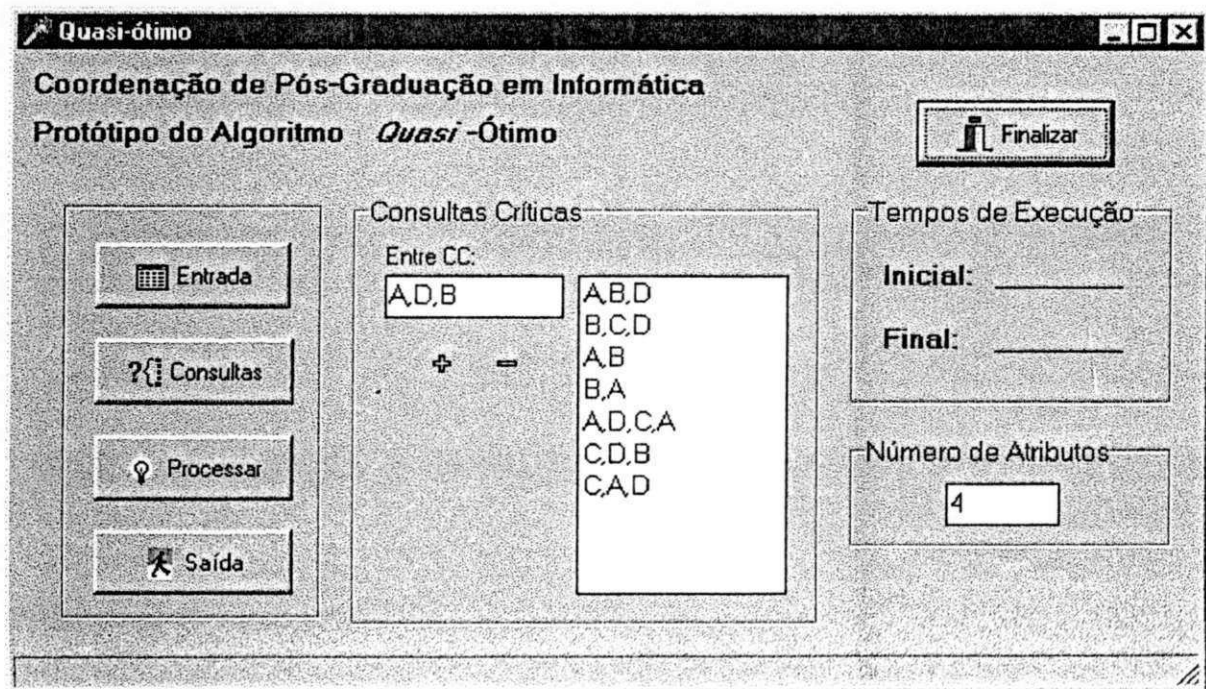 Quasi-ótimo
Coordenação de Pós-Graduação em Informática
Protótipo do Algoritmo Quasi -Ótimo
Finalizar
Entrada
?{ Consultas
Processar
Saída
Consultas Críticas
Entre CC:
A,D,B
A,B,D
B,C,D
A,B
B,A
A,D,C,A
C,D,B
C,A,D
Tempos de Execução
Inicial:
Final:
Número de Atributos
4